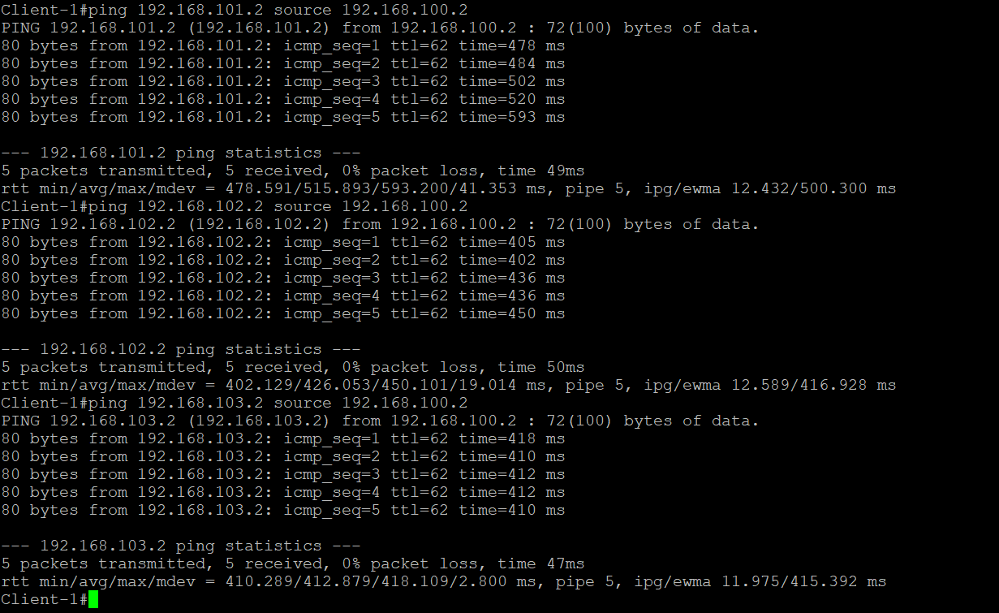 Client-1#ping 192.168.101.2 source 192.168.100.2
PING 192.168.101.2 (192.168.101.2) from 192.168.100.2 : 72(100) bytes of data.
80 bytes from 192.168.101.2: icmp_seq=1 ttl=62 time=478 ms
80 bytes from 192.168.101.2: icmp_seq=2 ttl=62 time=484 ms
80 bytes from 192.168.101.2: icmp_seq=3 ttl=62 time=502 ms
80 bytes from 192.168.101.2: icmp_seq=4 ttl=62 time=520 ms
80 bytes from 192.168.101.2: icmp_seq=5 ttl=62 time=593 ms

--- 192.168.101.2 ping statistics ---
5 packets transmitted, 5 received, 0% packet loss, time 49ms
rtt min/avg/max/mdev = 478.591/515.893/593.200/41.353 ms, pipe 5, ipg/ewma 12.432/500.300 ms
Client-1#ping 192.168.102.2 source 192.168.100.2
PING 192.168.102.2 (192.168.102.2) from 192.168.100.2 : 72(100) bytes of data.
80 bytes from 192.168.102.2: icmp_seq=1 ttl=62 time=405 ms
80 bytes from 192.168.102.2: icmp_seq=2 ttl=62 time=402 ms
80 bytes from 192.168.102.2: icmp_seq=3 ttl=62 time=436 ms
80 bytes from 192.168.102.2: icmp_seq=4 ttl=62 time=436 ms
80 bytes from 192.168.102.2: icmp_seq=5 ttl=62 time=450 ms

--- 192.168.102.2 ping statistics ---
5 packets transmitted, 5 received, 0% packet loss, time 50ms
rtt min/avg/max/mdev = 402.129/426.053/450.101/19.014 ms, pipe 5, ipg/ewma 12.589/416.928 ms
Client-1#ping 192.168.103.2 source 192.168.100.2
PING 192.168.103.2 (192.168.103.2) from 192.168.100.2 : 72(100) bytes of data.
80 bytes from 192.168.103.2: icmp_seq=1 ttl=62 time=418 ms
80 bytes from 192.168.103.2: icmp_seq=2 ttl=62 time=410 ms
80 bytes from 192.168.103.2: icmp_seq=3 ttl=62 time=412 ms
80 bytes from 192.168.103.2: icmp_seq=4 ttl=62 time=412 ms
80 bytes from 192.168.103.2: icmp_seq=5 ttl=62 time=410 ms

--- 192.168.103.2 ping statistics ---
5 packets transmitted, 5 received, 0% packet loss, time 47ms
rtt min/avg/max/mdev = 410.289/412.879/418.109/2.800 ms, pipe 5, ipg/ewma 11.975/415.392 ms
Client-1#